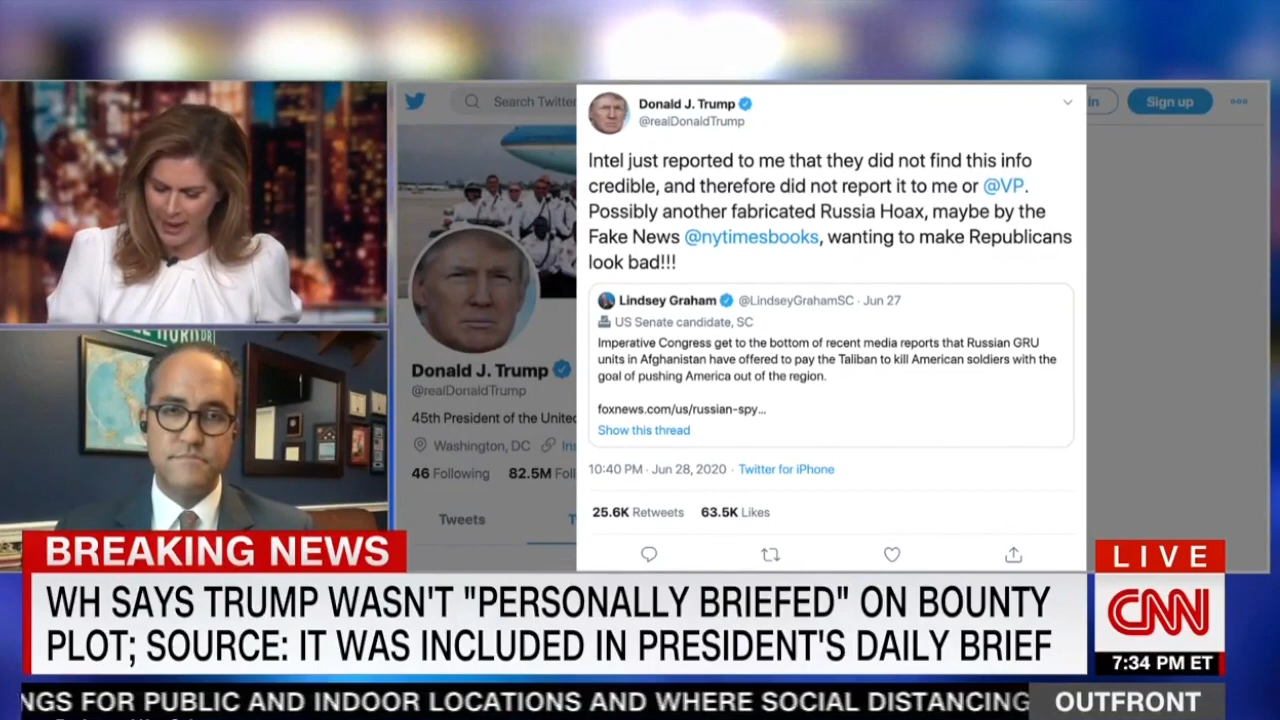 Search Twitter
in
Sign up
Donald J. Trump
@realDonaldTrump
Intel just reported to me that they did not find this info
credible, and therefore did not report it to me or @VP.
Possibly another fabricated Russia Hoax, maybe by the
Fake News @nytimesbooks, wanting to make Republicans
look bad!!!
Lindsey Graham @LindseyGrahamSC · Jun 27
US Senate candidate, SC
Imperative Congress get to the bottom of recent media reports that Russian GRU
units in Afghanistan have offered to pay the Taliban to kill American soldiers with the
goal of pushing America out of the region.
foxnews.com/us/russian-spy...
Show this thread
10:40 PM · Jun 28, 2020 · Twitter for iPhone
25.6K Retweets 63.5K Likes
Donald J. Trump
@realDonaldTrump
45th President of the United
Washington, DC
46 Following 82.5M Foll
Tweets
BREAKING NEWS
WH SAYS TRUMP WASN'T "PERSONALLY BRIEFED" ON BOUNTY
PLOT; SOURCE: IT WAS INCLUDED IN PRESIDENT'S DAILY BRIEF
LIVE
CNN
7:34 PM ET
NGS FOR PUBLIC AND INDOOR LOCATIONS AND WHERE SOCIAL DISTANCING
OUTFRONT